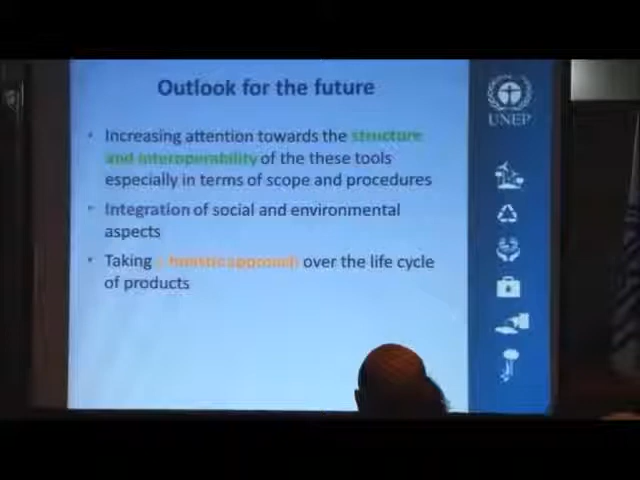 Outlook for the future
• Increasing attention towards the structure
and interoperability of the these tools
especially in terms of scope and procedures
• Integration of social and environmental
aspects
• Taking a holistic approach over the life cycle
of products
UNEP